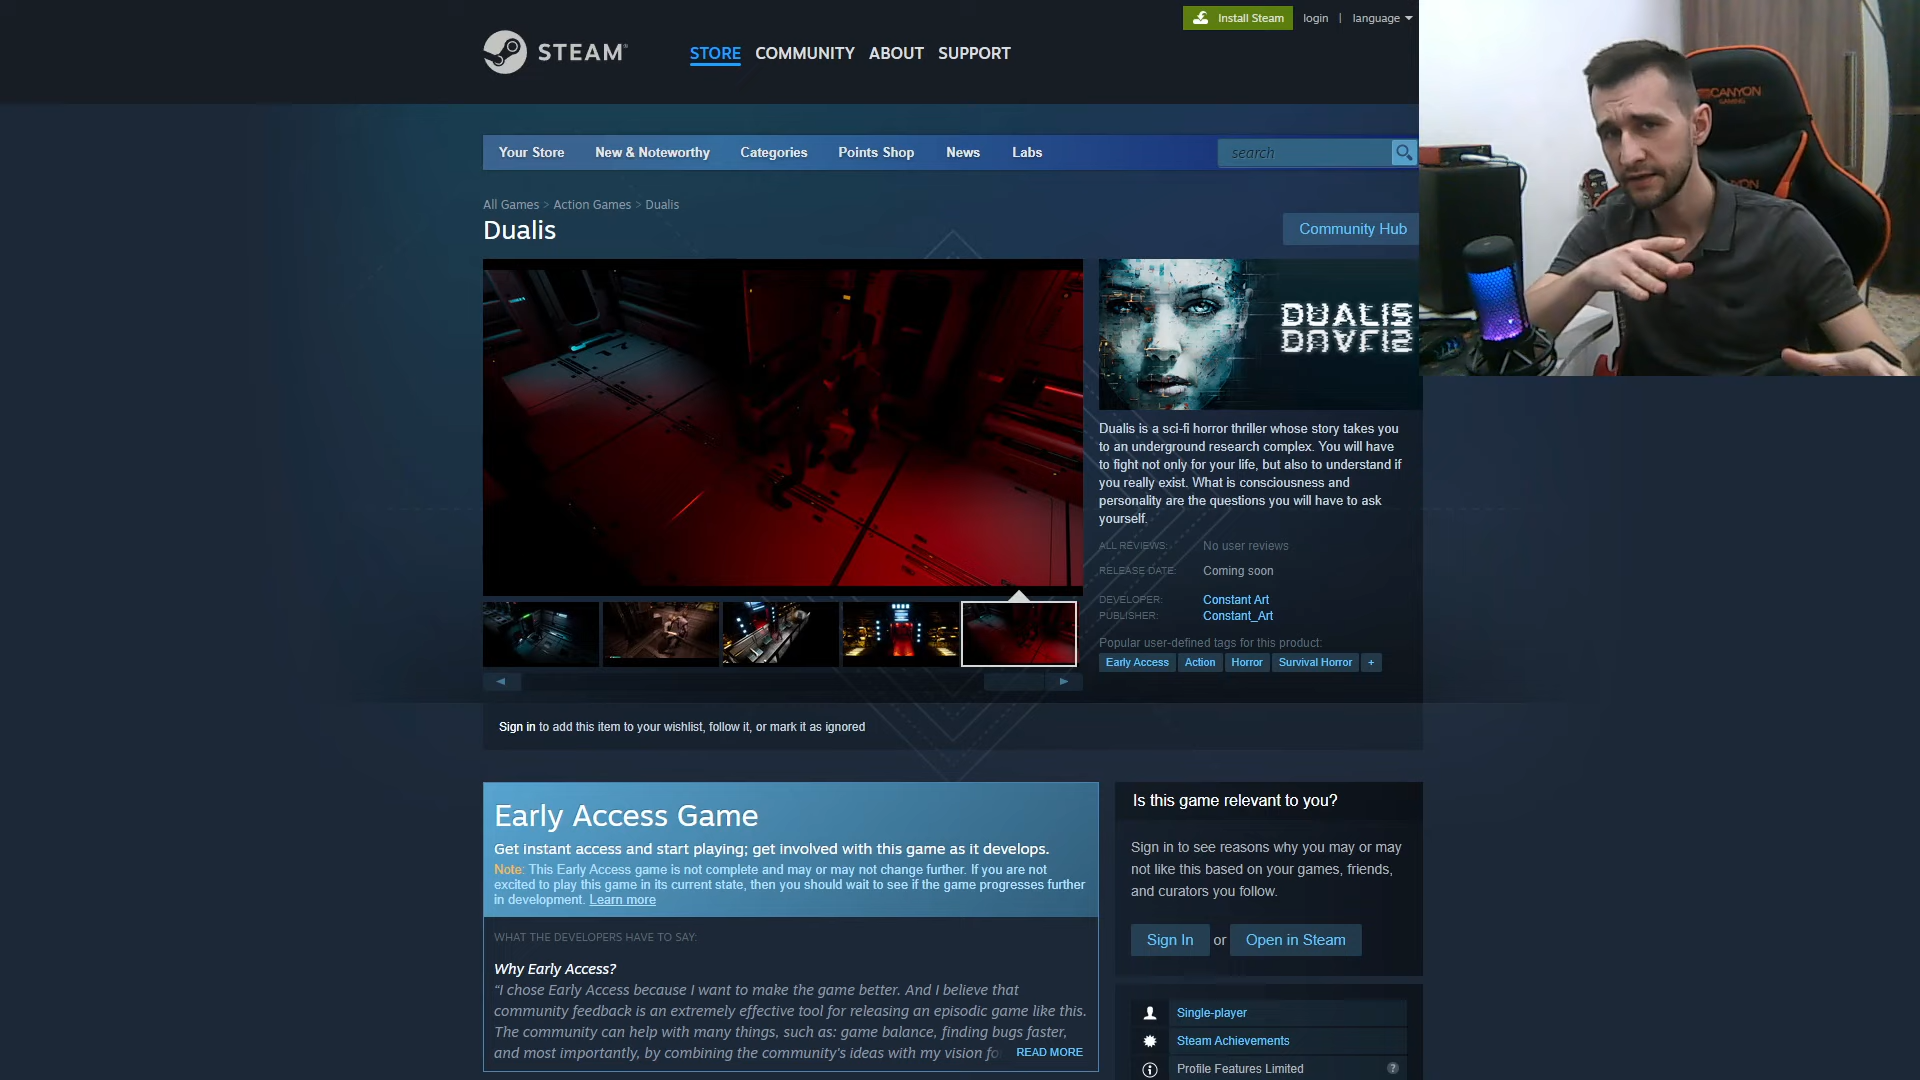 Install Steam
login | language
STEAM
STORE COMMUNITY ABOUT SUPPORT
Your Store New & Noteworthy Categories Points Shop News Labs search
CANYON
GAMING
All Games > Action Games > Dualis
Dualis
Community Hub
DUALIS
Dualis is a sci-fi horror thriller whose story takes you
to an underground research complex. You will have
to fight not only for your life, but also to understand if
you really exist. What is consciousness and
personality are the questions you will have to ask
yourself.
ALL REVIEWS: No user reviews
RELEASE DATE: Coming soon
DEVELOPER: Constant Art
PUBLISHER: Constant_Art
Popular user-defined tags for this product:
Early Access Action Horror Survival Horror +
Sign in to add this item to your wishlist, follow it, or mark it as ignored
Early Access Game
Get instant access and start playing; get involved with this game as it develops.
Note: This Early Access game is not complete and may or may not change further. If you are not
excited to play this game in its current state, then you should wait to see if the game progresses further
in development. Learn more
WHAT THE DEVELOPERS HAVE TO SAY:
Why Early Access?
“I chose Early Access because I want to make the game better. And I believe that
community feedback is an extremely effective tool for releasing an episodic game like this.
The community can help with many things, such as: game balance, finding bugs faster,
and most importantly, by combining the community's ideas with my vision fo READ MORE
Is this game relevant to you?
Sign in to see reasons why you may or may
not like this based on your games, friends,
and curators you follow.
Sign In or Open in Steam
Single-player
Steam Achievements
Profile Features Limited ?